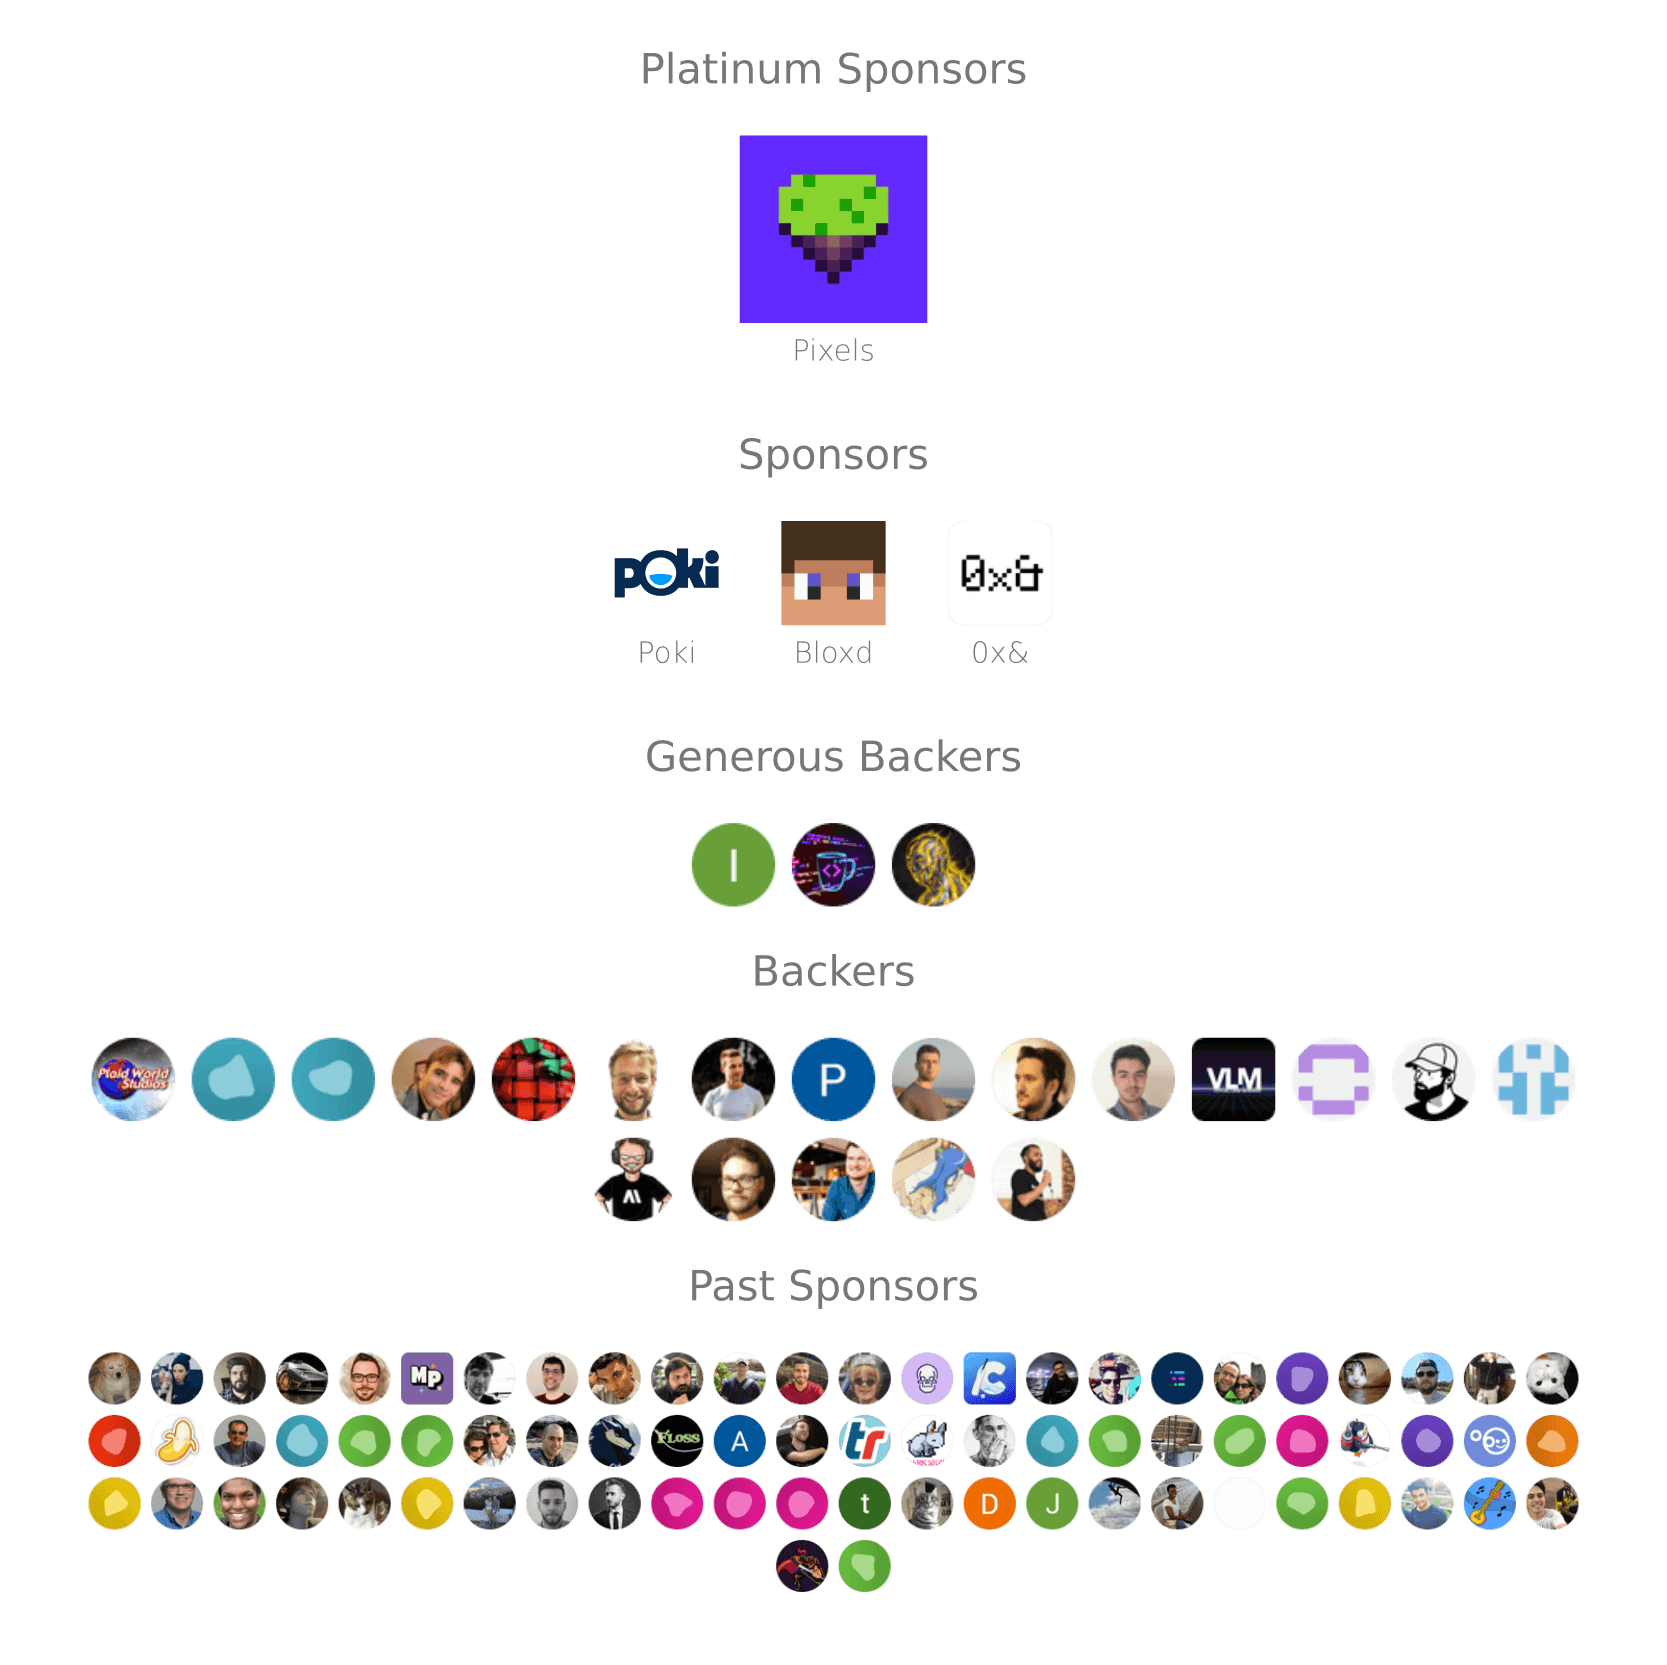 Platinum Sponsors
Pixels
Sponsors
poki
0x&
Poki Bloxd 0x&
Generous Backers
I
<>
Backers
Plaid World
Studios
P
VLM
Past Sponsors
MP
C
FLOSS
A
tr
t
D
J